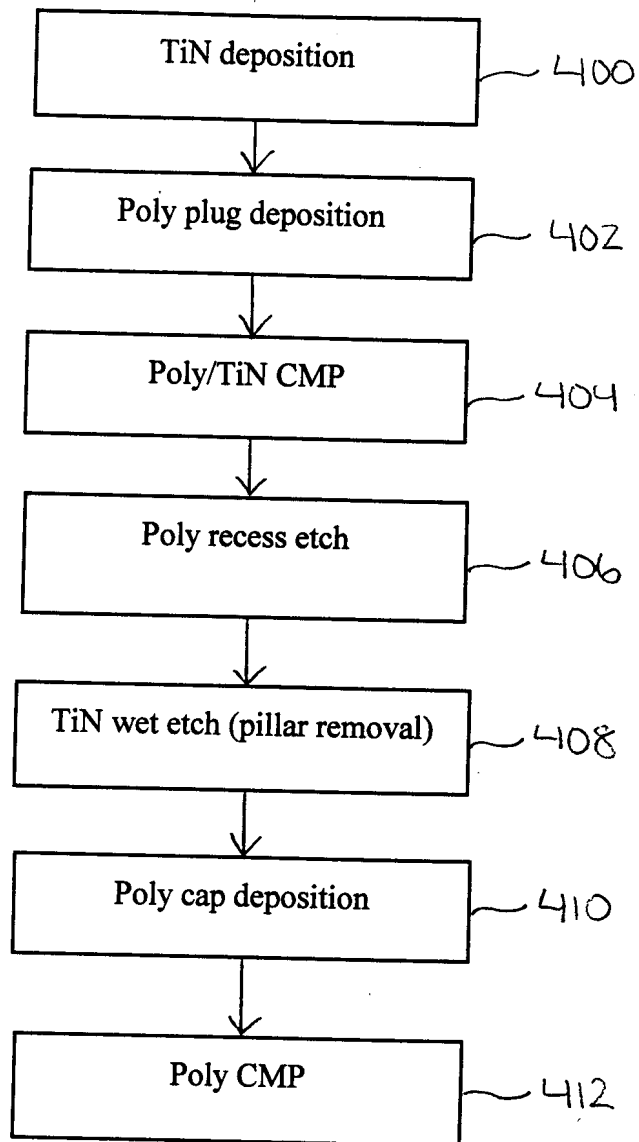 TiN deposition
400
Poly plug deposition
402
Poly/TiN CMP
404
Poly recess etch
406
TiN wet etch (pillar removal)
408
Poly cap deposition
410
Poly CMP
412